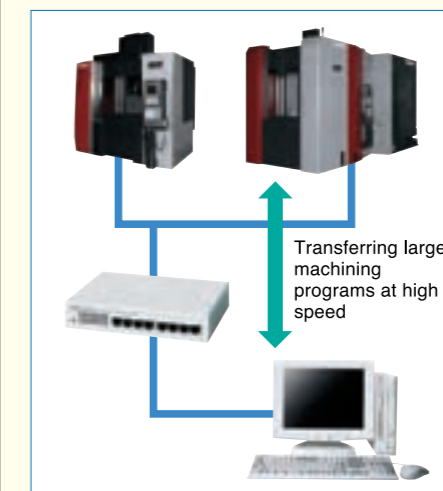 Transferring large
machining
programs at high
speed